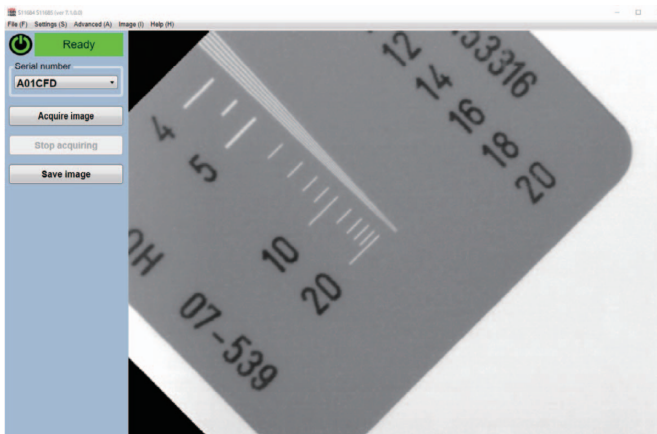 File (F) Settings (S) Advanced (A) Image (I) Help (H)
Ready
Serial number
A01CFD
Acquire image
Stop acquiring
Save image
4
5
10
20
07-539
12
14
16
18
20